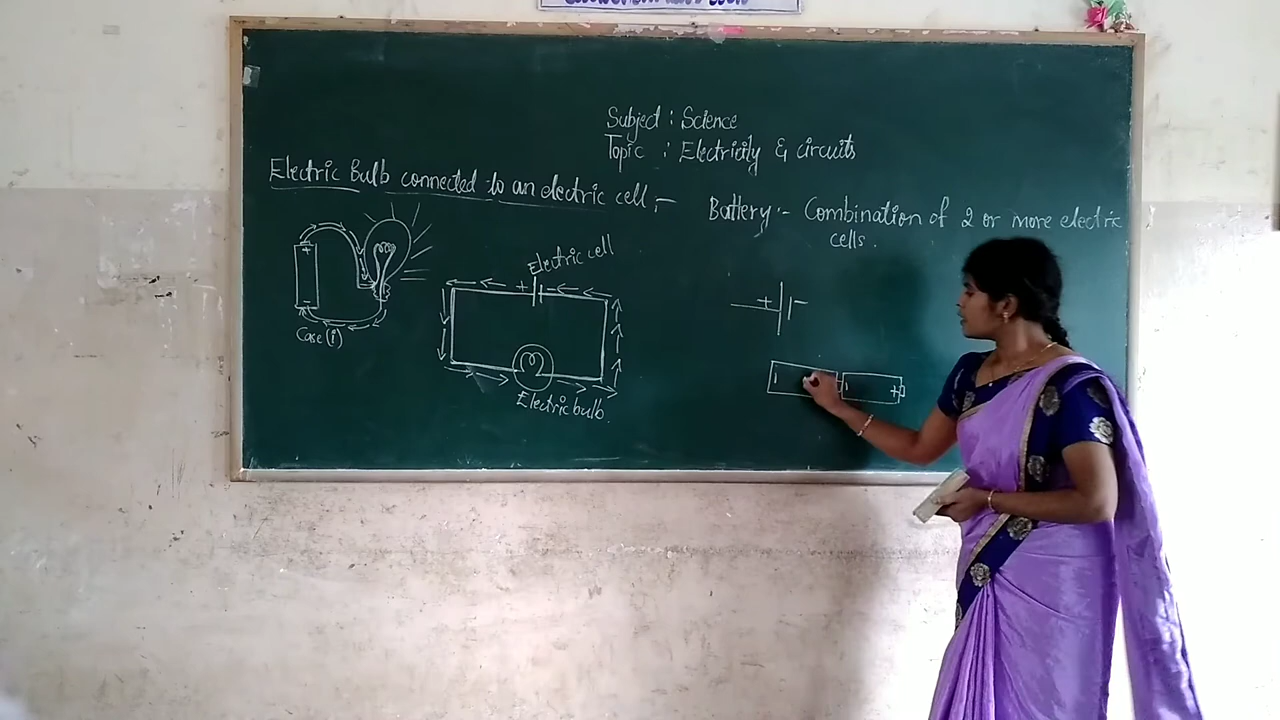 Subject : Science
Topic : Electricity & circuits
Electric Bulb connected to an electric cell :-
+
-
Case (i)
Electric cell
+ -
Electric bulb.
Battery :- Combination of 2 or more electric
cells.
+ -
- - +